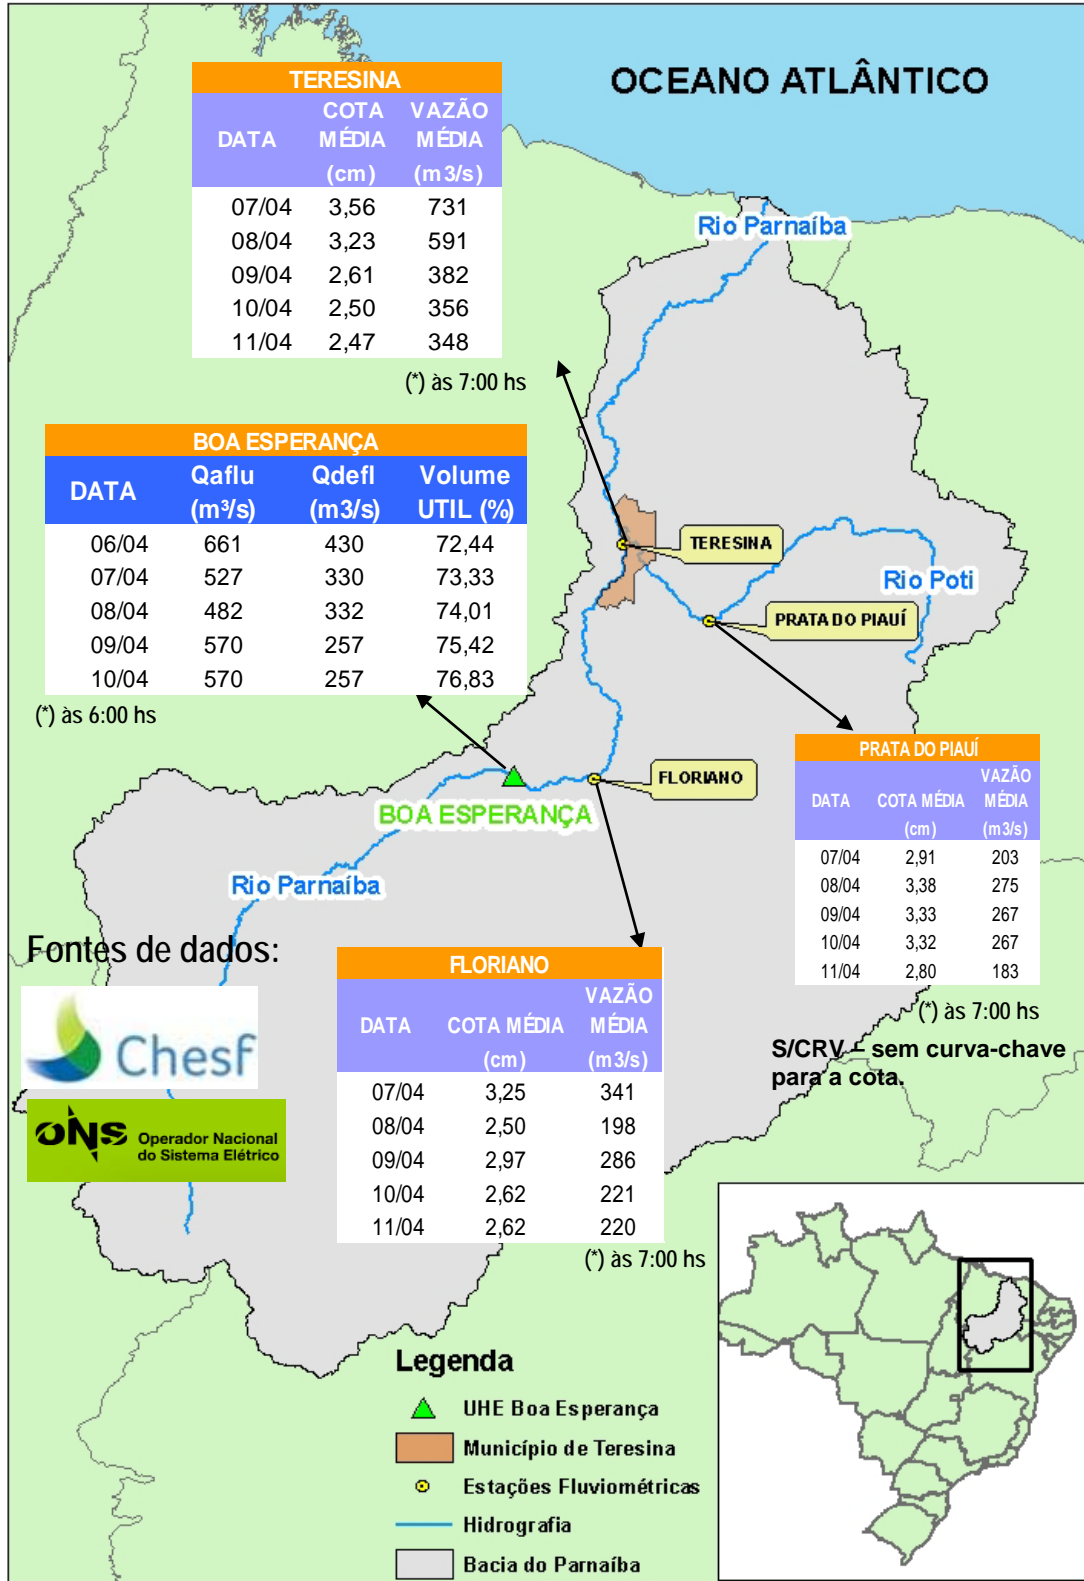 OCEANO ATLÂNTICO
TERESINA
DATA COTA MÉDIA (cm) VAZÃO MÉDIA (m3/s)
07/04 3,56 731
08/04 3,23 591
09/04 2,61 382
10/04 2,50 356
11/04 2,47 348
(*) às 7:00 hs
Rio Parnaíba
BOA ESPERANÇA
DATA Qaflu (m³/s) Qdefl (m3/s) Volume UTIL (%)
06/04 661 430 72,44
07/04 527 330 73,33
08/04 482 332 74,01
09/04 570 257 75,42
10/04 570 257 76,83
(*) às 6:00 hs
TERESINA
Rio Poti
PRATA DO PIAUÍ
FLORIANO
BOA ESPERANÇA
Rio Parnaíba
PRATA DO PIAUÍ
DATA COTA MÉDIA (cm) VAZÃO MÉDIA (m3/s)
07/04 2,91 203
08/04 3,38 275
09/04 3,33 267
10/04 3,32 267
11/04 2,80 183
(*) às 7:00 hs
S/CRV – sem curva-chave
para a cota.
Fontes de dados:
Chesf
ONS Operador Nacional
do Sistema Elétrico
FLORIANO
DATA COTA MÉDIA (cm) VAZÃO MÉDIA (m3/s)
07/04 3,25 341
08/04 2,50 198
09/04 2,97 286
10/04 2,62 221
11/04 2,62 220
(*) às 7:00 hs
Legenda
UHE Boa Esperança
Município de Teresina
Estações Fluviométricas
Hidrografia
Bacia do Parnaíba